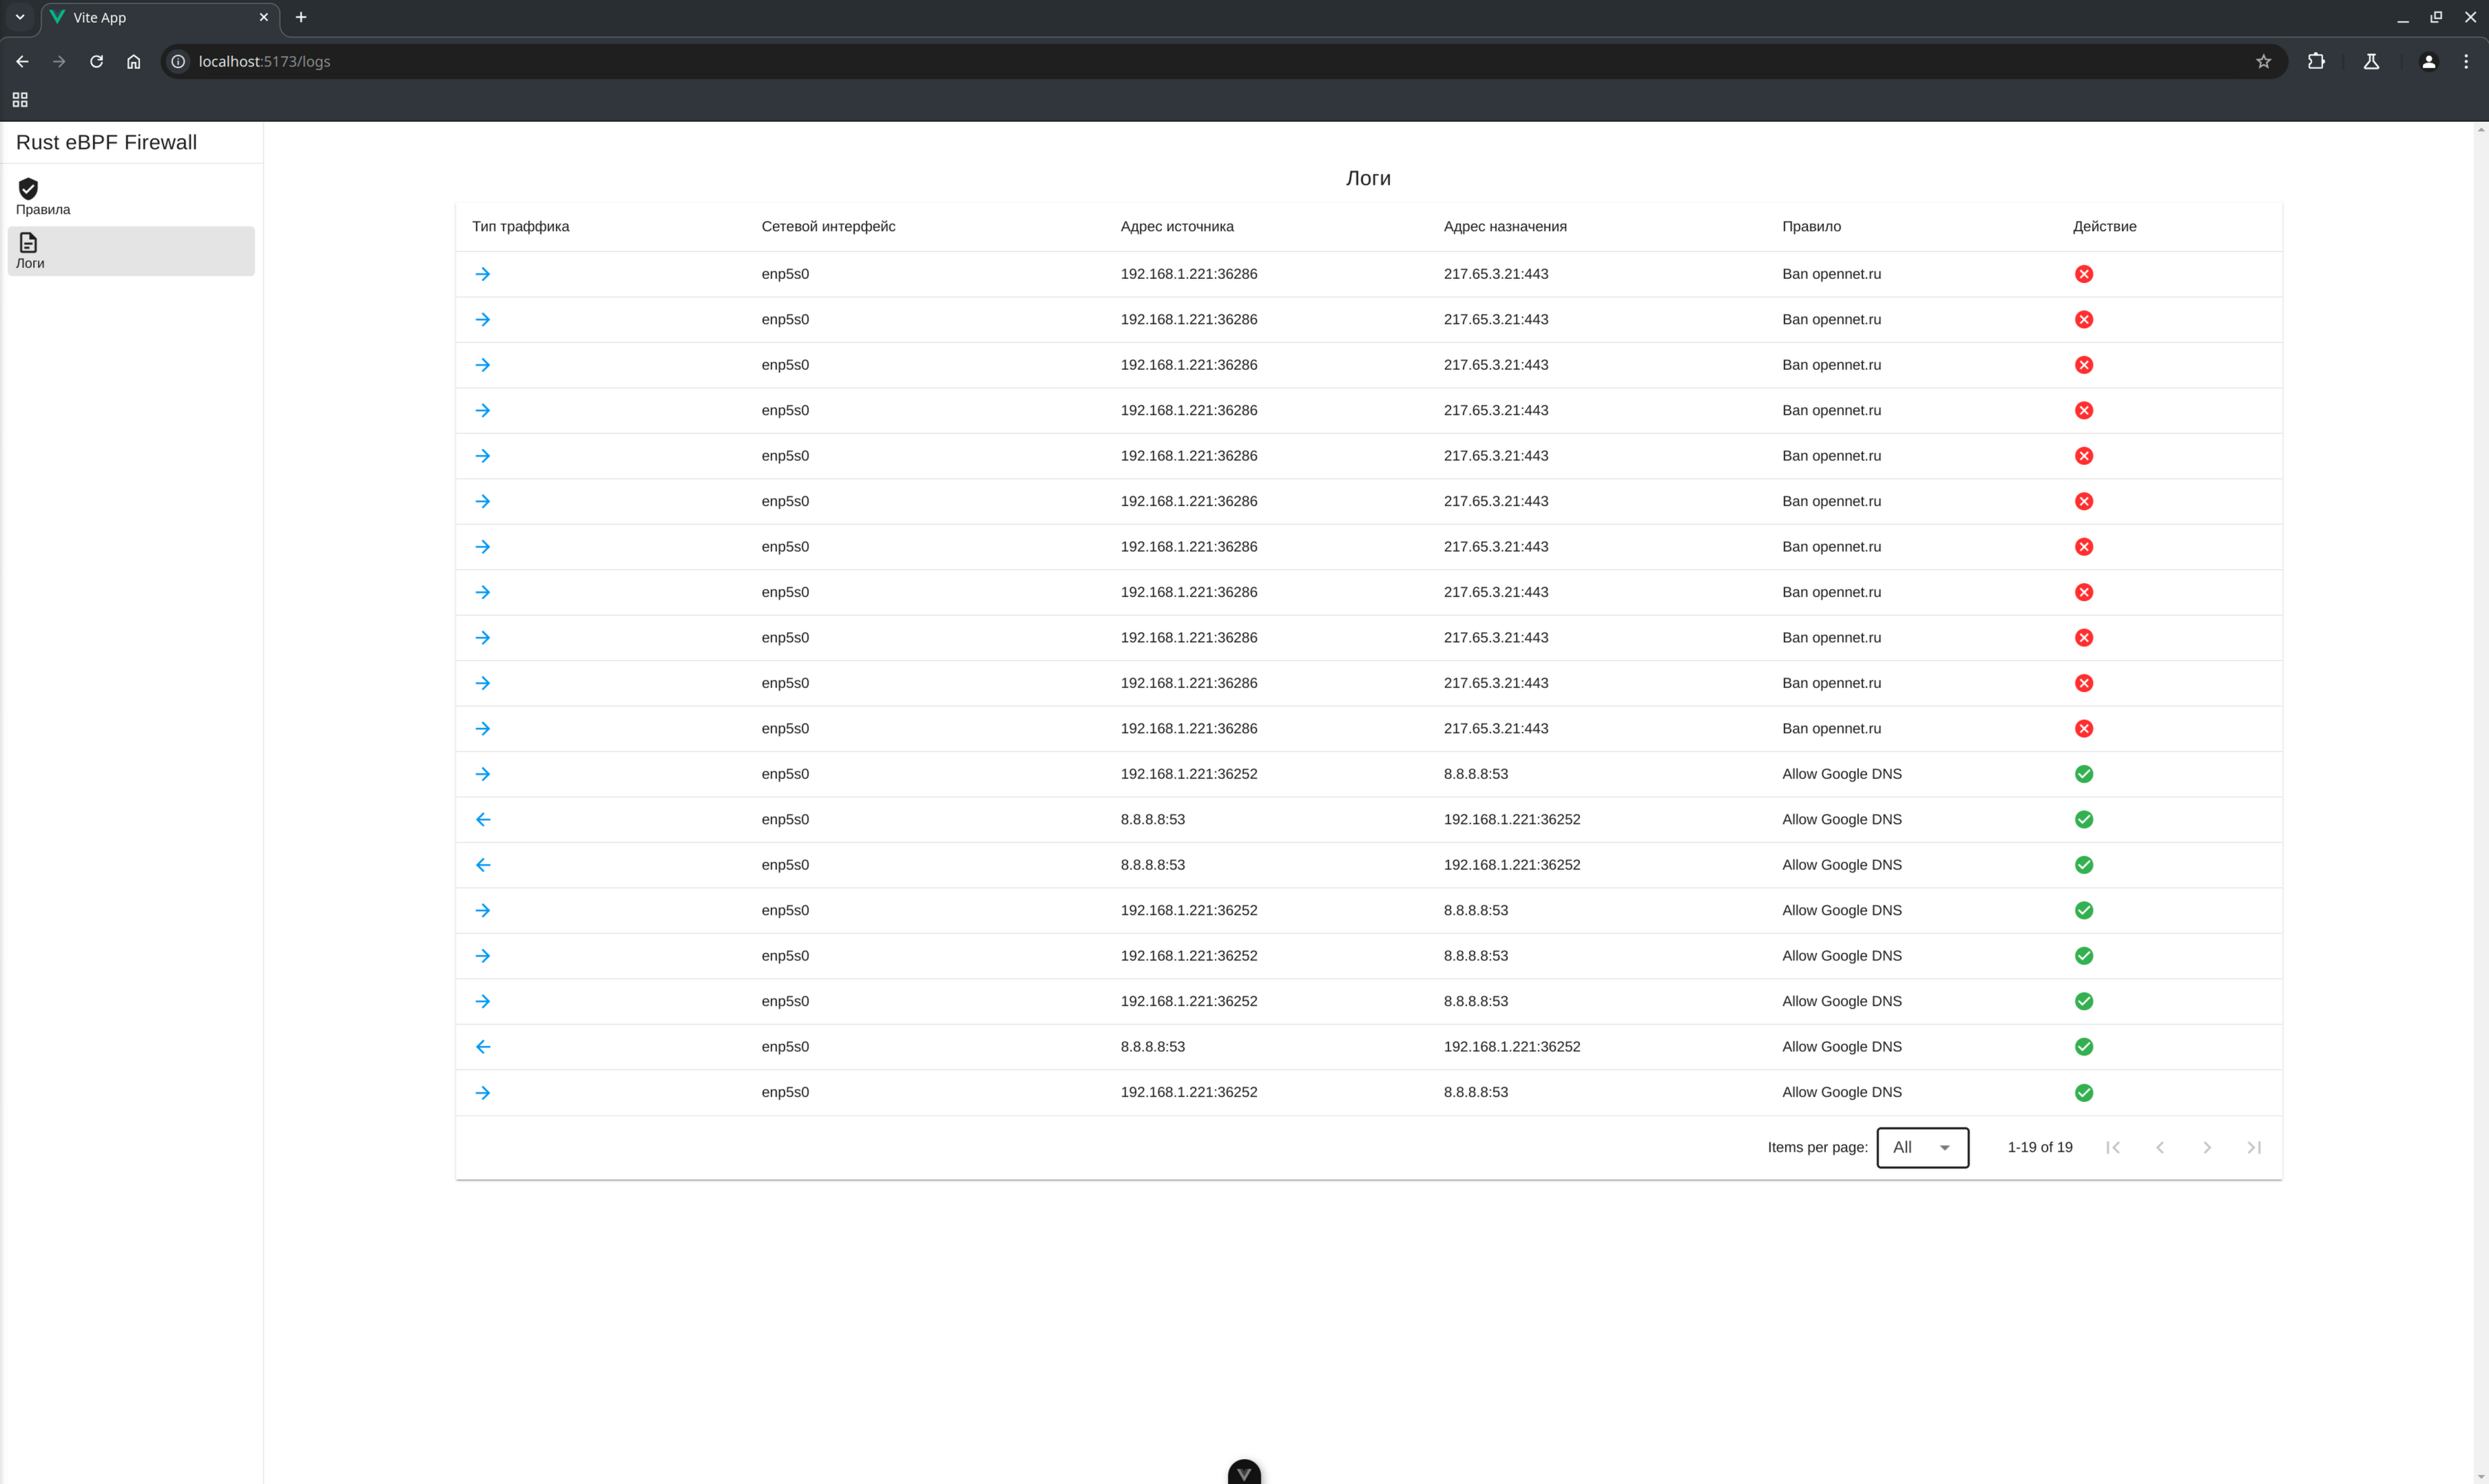 Vite App
localhost:5173/logs
Rust eBPF Firewall
Правила
Логи
Логи
Тип траффика Сетевой интерфейс Адрес источника Адрес назначения Правило Действие
enp5s0 192.168.1.221:36286 217.65.3.21:443 Ban opennet.ru
enp5s0 192.168.1.221:36286 217.65.3.21:443 Ban opennet.ru
enp5s0 192.168.1.221:36286 217.65.3.21:443 Ban opennet.ru
enp5s0 192.168.1.221:36286 217.65.3.21:443 Ban opennet.ru
enp5s0 192.168.1.221:36286 217.65.3.21:443 Ban opennet.ru
enp5s0 192.168.1.221:36286 217.65.3.21:443 Ban opennet.ru
enp5s0 192.168.1.221:36286 217.65.3.21:443 Ban opennet.ru
enp5s0 192.168.1.221:36286 217.65.3.21:443 Ban opennet.ru
enp5s0 192.168.1.221:36286 217.65.3.21:443 Ban opennet.ru
enp5s0 192.168.1.221:36286 217.65.3.21:443 Ban opennet.ru
enp5s0 192.168.1.221:36286 217.65.3.21:443 Ban opennet.ru
enp5s0 192.168.1.221:36252 8.8.8.8:53 Allow Google DNS
enp5s0 8.8.8.8:53 192.168.1.221:36252 Allow Google DNS
enp5s0 8.8.8.8:53 192.168.1.221:36252 Allow Google DNS
enp5s0 192.168.1.221:36252 8.8.8.8:53 Allow Google DNS
enp5s0 192.168.1.221:36252 8.8.8.8:53 Allow Google DNS
enp5s0 192.168.1.221:36252 8.8.8.8:53 Allow Google DNS
enp5s0 8.8.8.8:53 192.168.1.221:36252 Allow Google DNS
enp5s0 192.168.1.221:36252 8.8.8.8:53 Allow Google DNS
Items per page: All 1-19 of 19